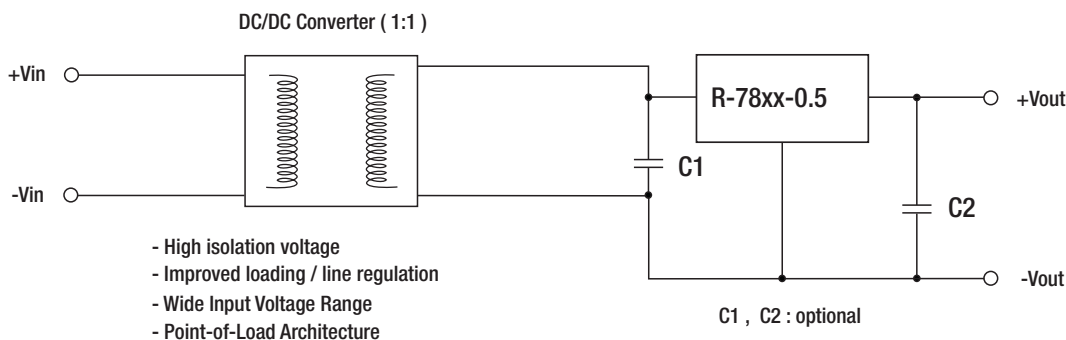 DC/DC Converter ( 1:1 )
+Vin
-Vin
R-78xx-0.5
+Vout
C1
C2
-Vout
- High isolation voltage
- Improved loading / line regulation
- Wide Input Voltage Range
- Point-of-Load Architecture
C1 , C2 : optional